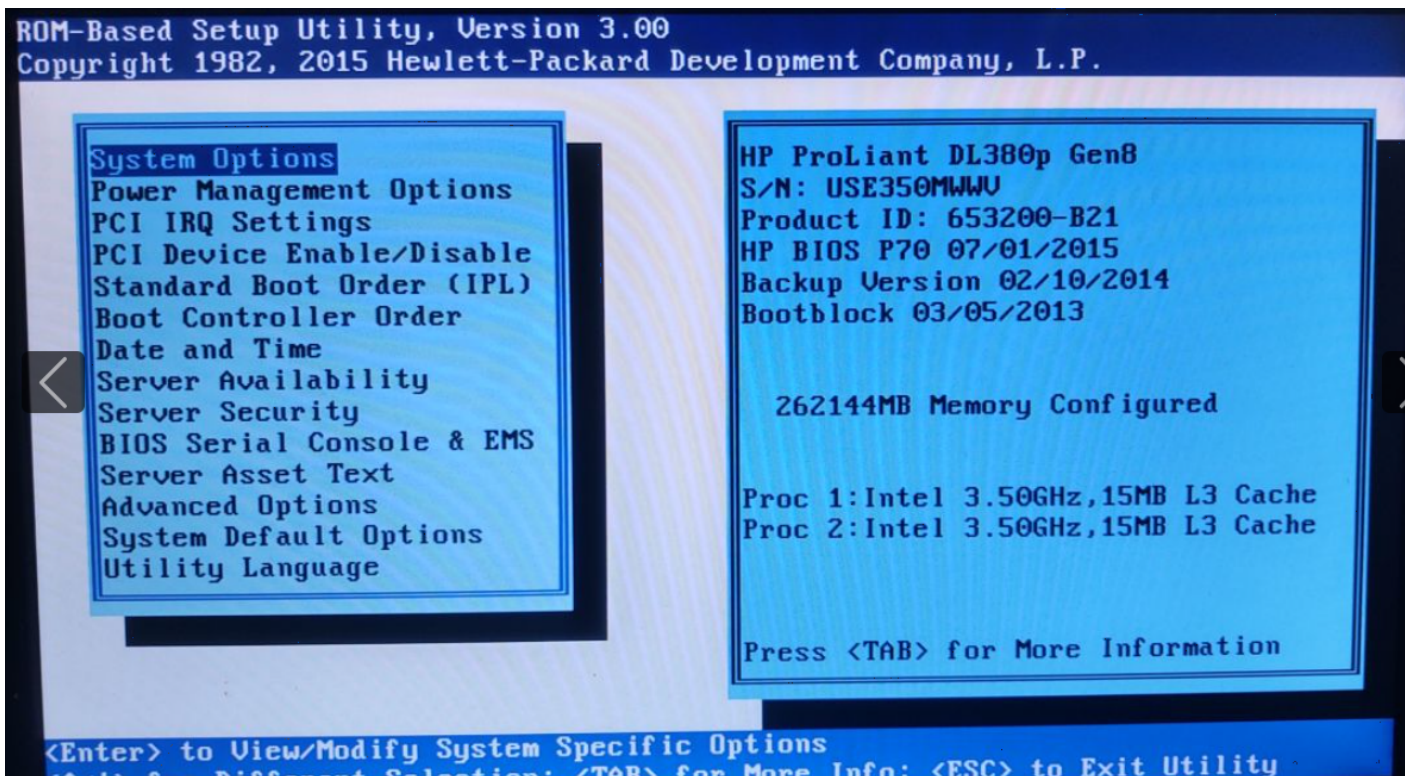 ROM-Based Setup Utility, Version 3.00
Copyright 1982, 2015 Hewlett-Packard Development Company, L.P.
System Options
Power Management Options
PCI IRQ Settings
PCI Device Enable/Disable
Standard Boot Order (IPL)
Boot Controller Order
Date and Time
Server Availability
Server Security
BIOS Serial Console & EMS
Server Asset Text
Advanced Options
System Default Options
Utility Language
HP ProLiant DL380p Gen8
S/N: USE350MWWV
Product ID: 653200-B21
HP BIOS P70 07/01/2015
Backup Version 02/10/2014
Bootblock 03/05/2013
262144MB Memory Configured
Proc 1:Intel 3.50GHz,15MB L3 Cache
Proc 2:Intel 3.50GHz,15MB L3 Cache
Press <TAB> for More Information
<Enter> to View/Modify System Specific Options
for Different Selection; <TAB> for More Info; <ESC> to Exit Utility